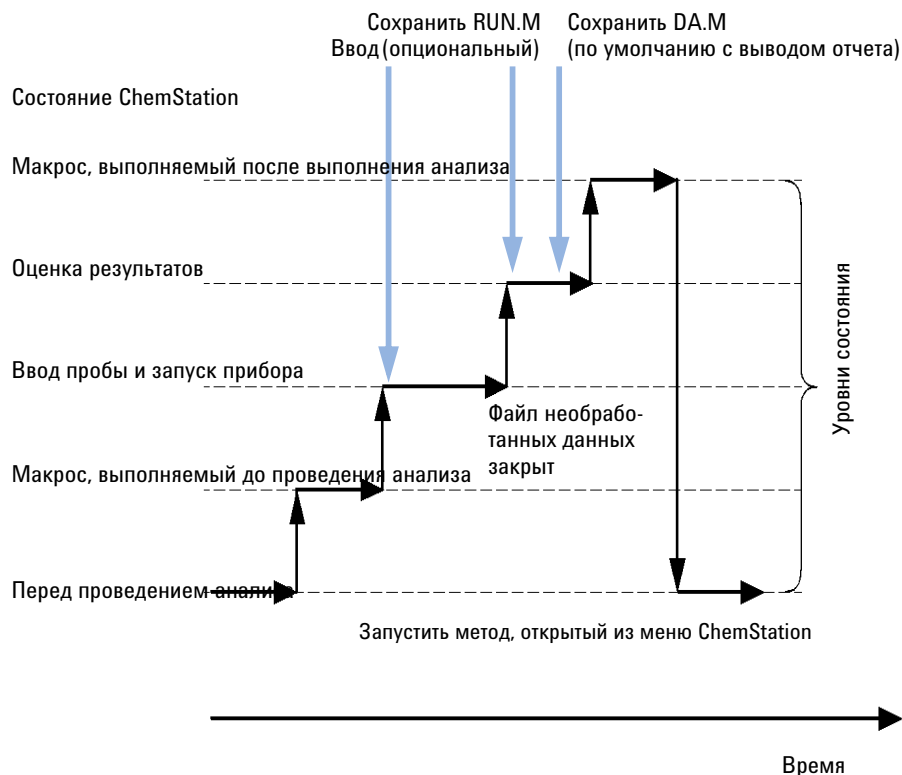 Сохранить RUN.M
Сохранить DA.M
Ввод (опциональный)
(по умолчанию с выводом отчета)
Состояние ChemStation
Макрос, выполняемый после выполнения анализа
Оценка результатов
Ввод пробы и запуск прибора
Файл необрабо-
танных данных
закрыт
Макрос, выполняемый до проведения анализа
Перед проведением анализа
Уровни состояния
Запустить метод, открытый из меню ChemStation
Время